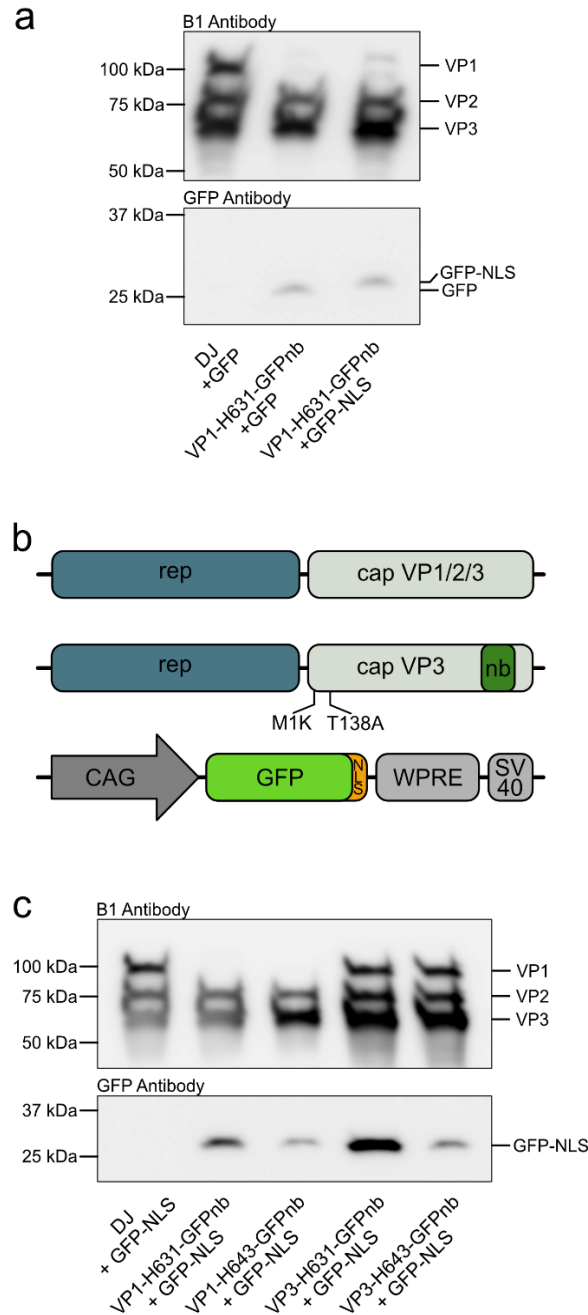 a
B1 Antibody
100 kDa
75 kDa
50 kDa
VP1
VP2
VP3
GFP Antibody
37 kDa
25 kDa
GFP-NLS
GFP
DJ
+GFP
VP1-H631-GFPnb
+GFP
VP1-H631-GFPnb
+GFP-NLS
b
rep
cap VP1/2/3
rep
cap VP3
nb
M1K
T138A
CAG
GFP
NLS
WPRE
SV
40
c
B1 Antibody
100 kDa
75 kDa
50 kDa
VP1
VP2
VP3
GFP Antibody
37 kDa
25 kDa
GFP-NLS
DJ
+ GFP-NLS
VP1-H631-GFPnb
+ GFP-NLS
VP1-H643-GFPnb
+ GFP-NLS
VP3-H631-GFPnb
+ GFP-NLS
VP3-H643-GFPnb
+ GFP-NLS